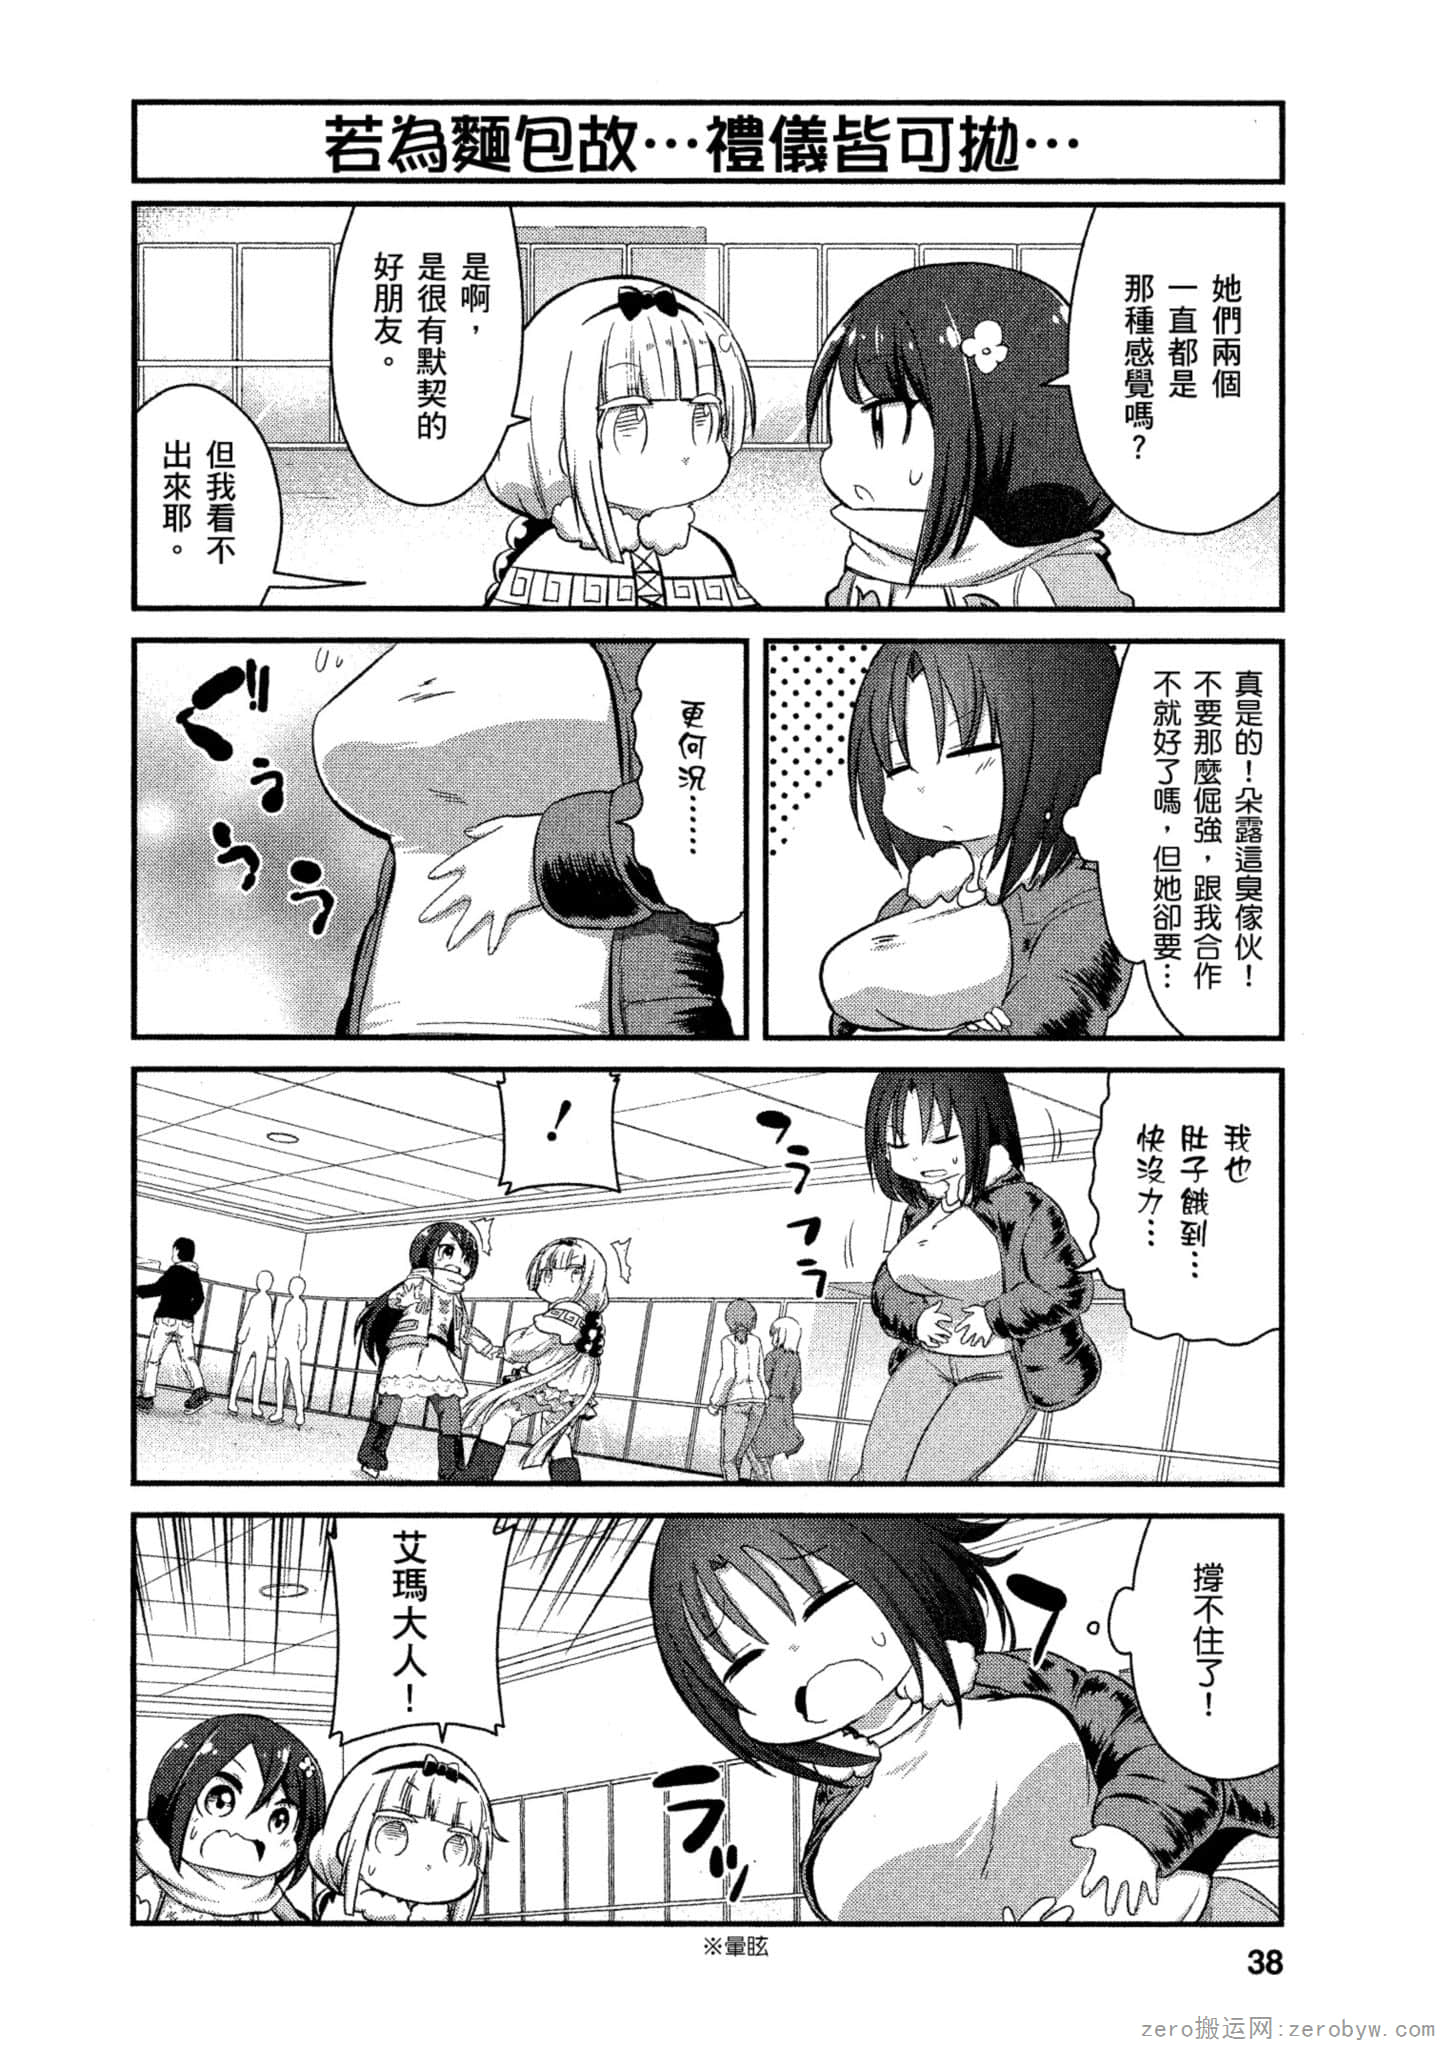 若為麵包故…禮儀皆可拋…
她們兩個
一直都是
那種感覺嗎？
是啊，
是很有默契的
好朋友。
但我看不
出來耶。
真是的！朵露這臭傢伙！
不要那麼倔強，跟我合作
不就好了嗎，但她卻要…
更何況……
ぐ!!
うぅ
うぅ
我也
肚子餓到…
快沒力…
フラ
フラ
！
撐不住了！
フラッ
艾瑪大人！
※暈眩
38
zero搬运网:zerobyw.com